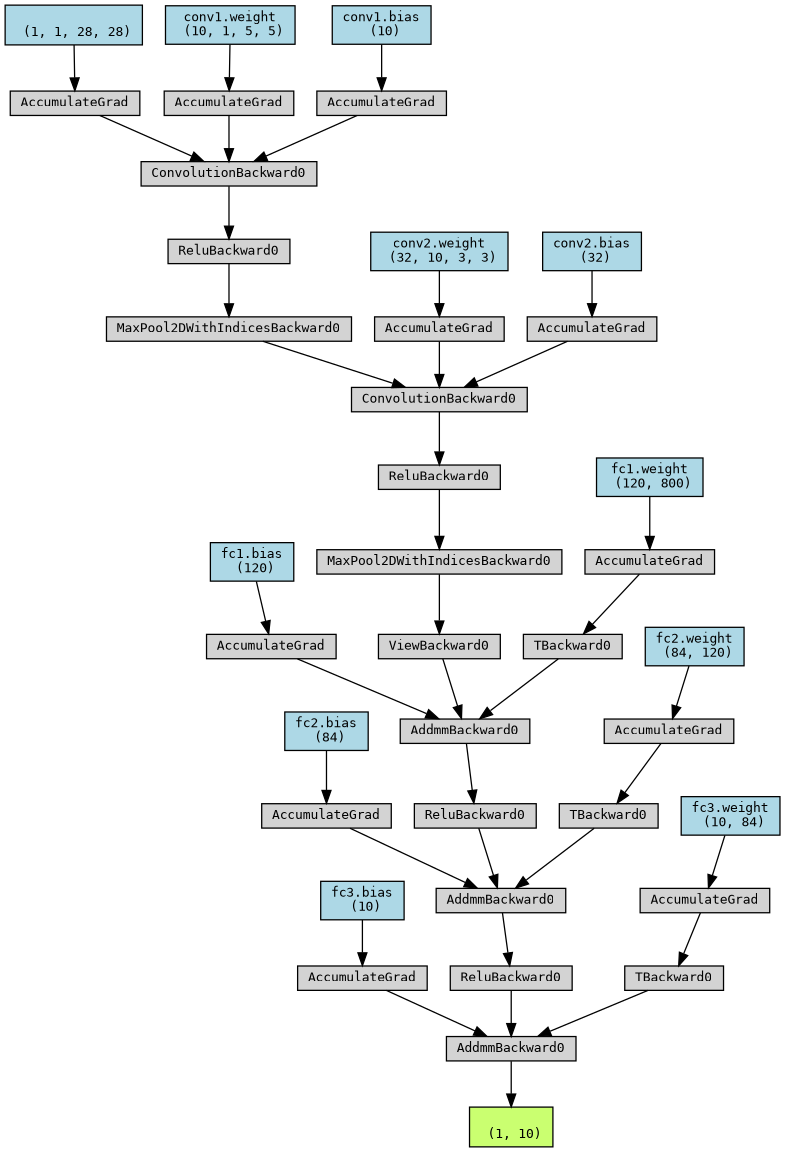 (1, 1, 28, 28)
conv1.weight
(10, 1, 5, 5)
conv1.bias
(10)
AccumulateGrad
AccumulateGrad
AccumulateGrad
ConvolutionBackward0
ReluBackward0
conv2.weight
(32, 10, 3, 3)
conv2.bias
(32)
MaxPool2DWithIndicesBackward0
AccumulateGrad
AccumulateGrad
ConvolutionBackward0
ReluBackward0
fc1.weight
(120, 800)
fc1.bias
(120)
MaxPool2DWithIndicesBackward0
AccumulateGrad
AccumulateGrad
ViewBackward0
TBackward0
fc2.weight
(84, 120)
fc2.bias
(84)
AddmmBackward0
AccumulateGrad
AccumulateGrad
ReluBackward0
TBackward0
fc3.weight
(10, 84)
fc3.bias
(10)
AddmmBackward0
AccumulateGrad
AccumulateGrad
ReluBackward0
TBackward0
AddmmBackward0
(1, 10)